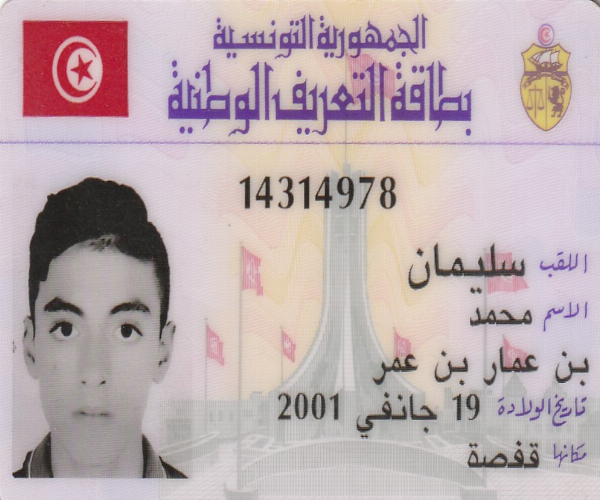 الجمهورية التونسية
بطاقة التعريف الوطنية
14314978
اللقب سليمان
الاسم محمد
بن عمار بن عمر
تاريخ الولادة 19 جانفي 2001
مكانها قفصة